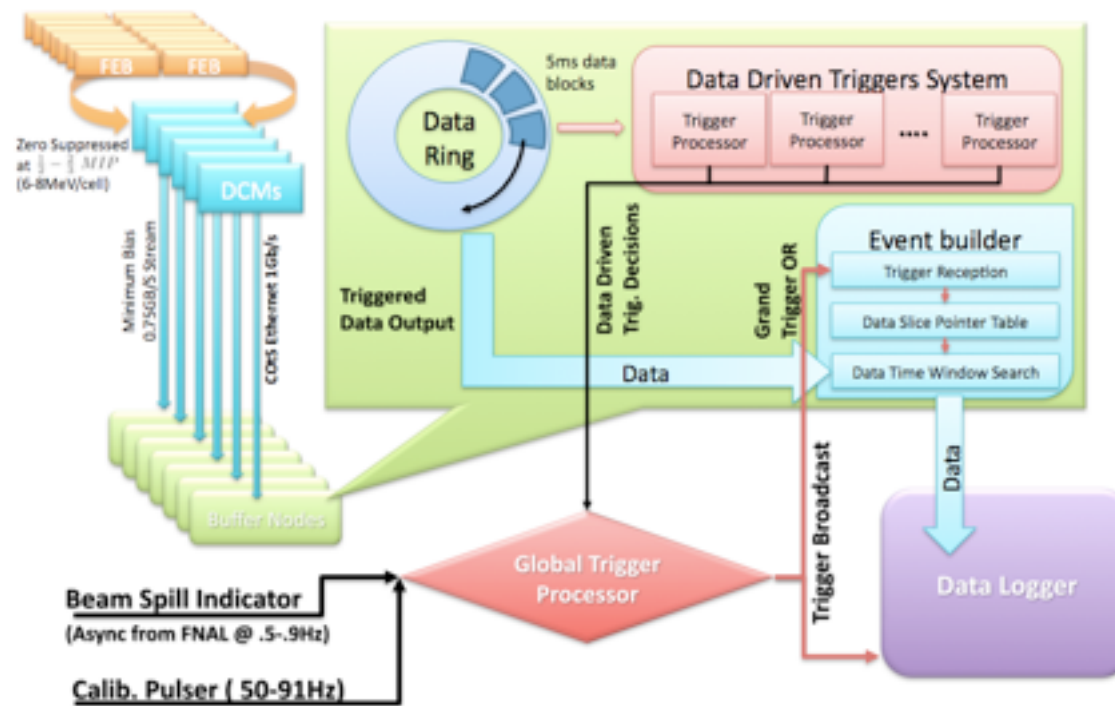 FEB FEB
Zero Suppressed
at ½ − ⅔ MIP
(6-8MeV/cell)
DCMs
Minimum Bias
0.75GB/S Stream
COtS Ethernet 1Gb/s
Buffer Nodes
Data
Ring
5ms data
blocks
Data Driven Triggers System
Trigger
Processor
Trigger
Processor
....
Trigger
Processor
Triggered
Data Output
Data Driven
Trig. Decisions
Grand
Trigger OR
Data
Event builder
Trigger Reception
Data Slice Pointer Table
Data Time Window Search
Data
Trigger Broadcast
Data Logger
Global Trigger
Processor
Beam Spill Indicator
(Async from FNAL @ .5-.9Hz)
Calib. Pulser ( 50-91Hz)